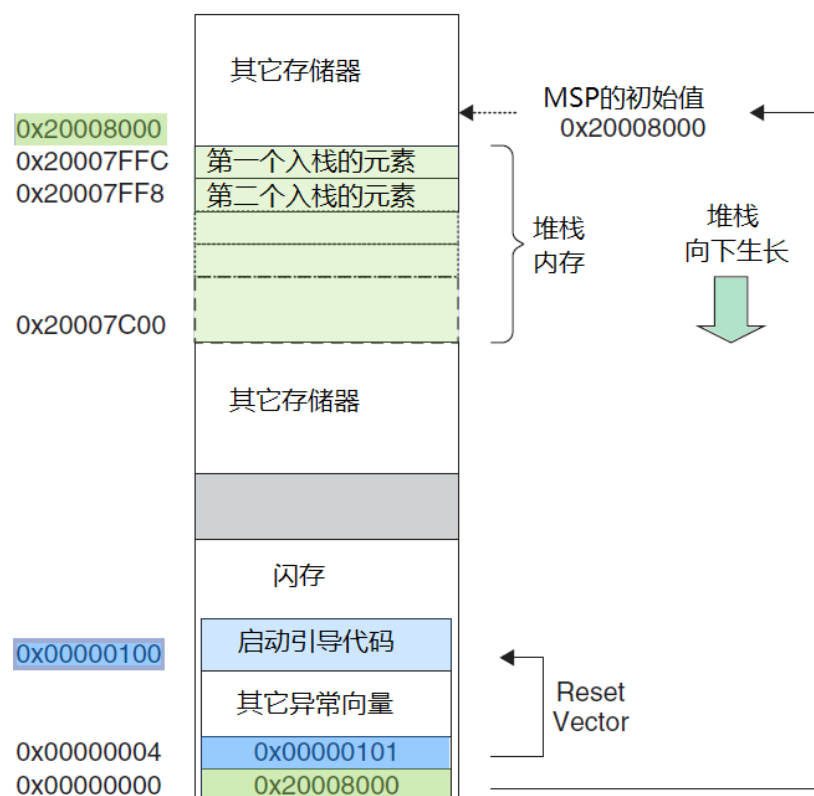 其它存储器
MSP的初始值
0x20008000
0x20008000
0x20007FFC
第一个入栈的元素
0x20007FF8
第二个入栈的元素
堆栈
内存
堆栈
向下生长
0x20007C00
其它存储器
闪存
启动引导代码
0x00000100
其它异常向量
Reset
Vector
0x00000004
0x00000101
0x00000000
0x20008000